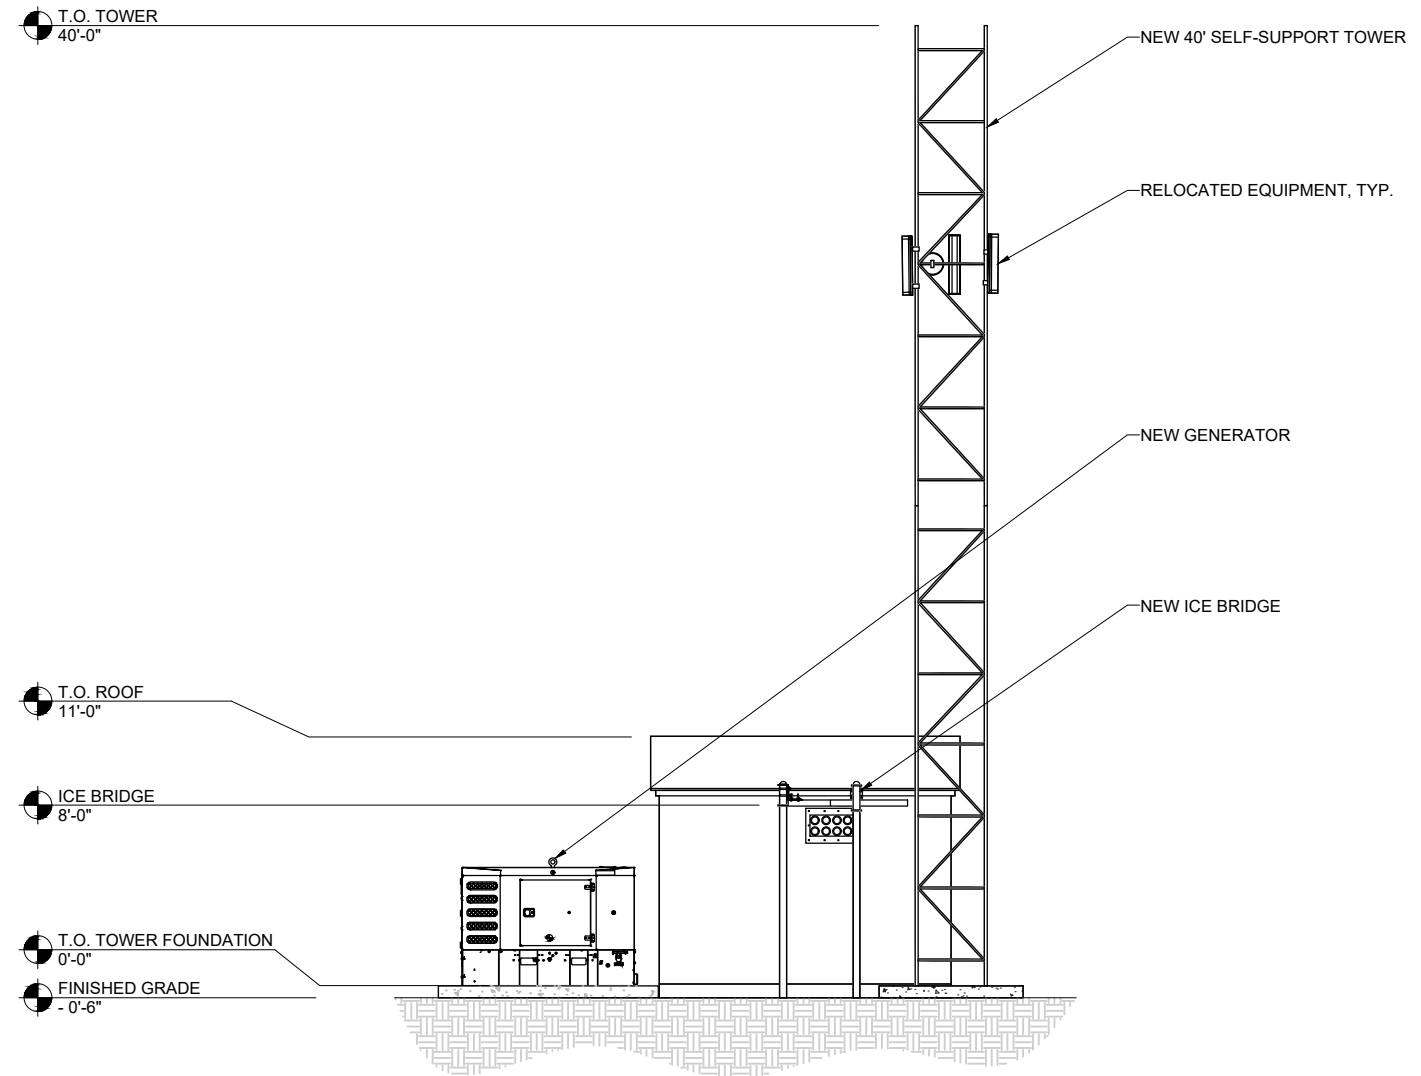 T.O. TOWER
40'-0"
NEW 40' SELF-SUPPORT TOWER
RELOCATED EQUIPMENT, TYP.
NEW GENERATOR
NEW ICE BRIDGE
T.O. ROOF
11'-0"
ICE BRIDGE
8'-0"
T.O. TOWER FOUNDATION
0'-0"
FINISHED GRADE
- 0'-6"